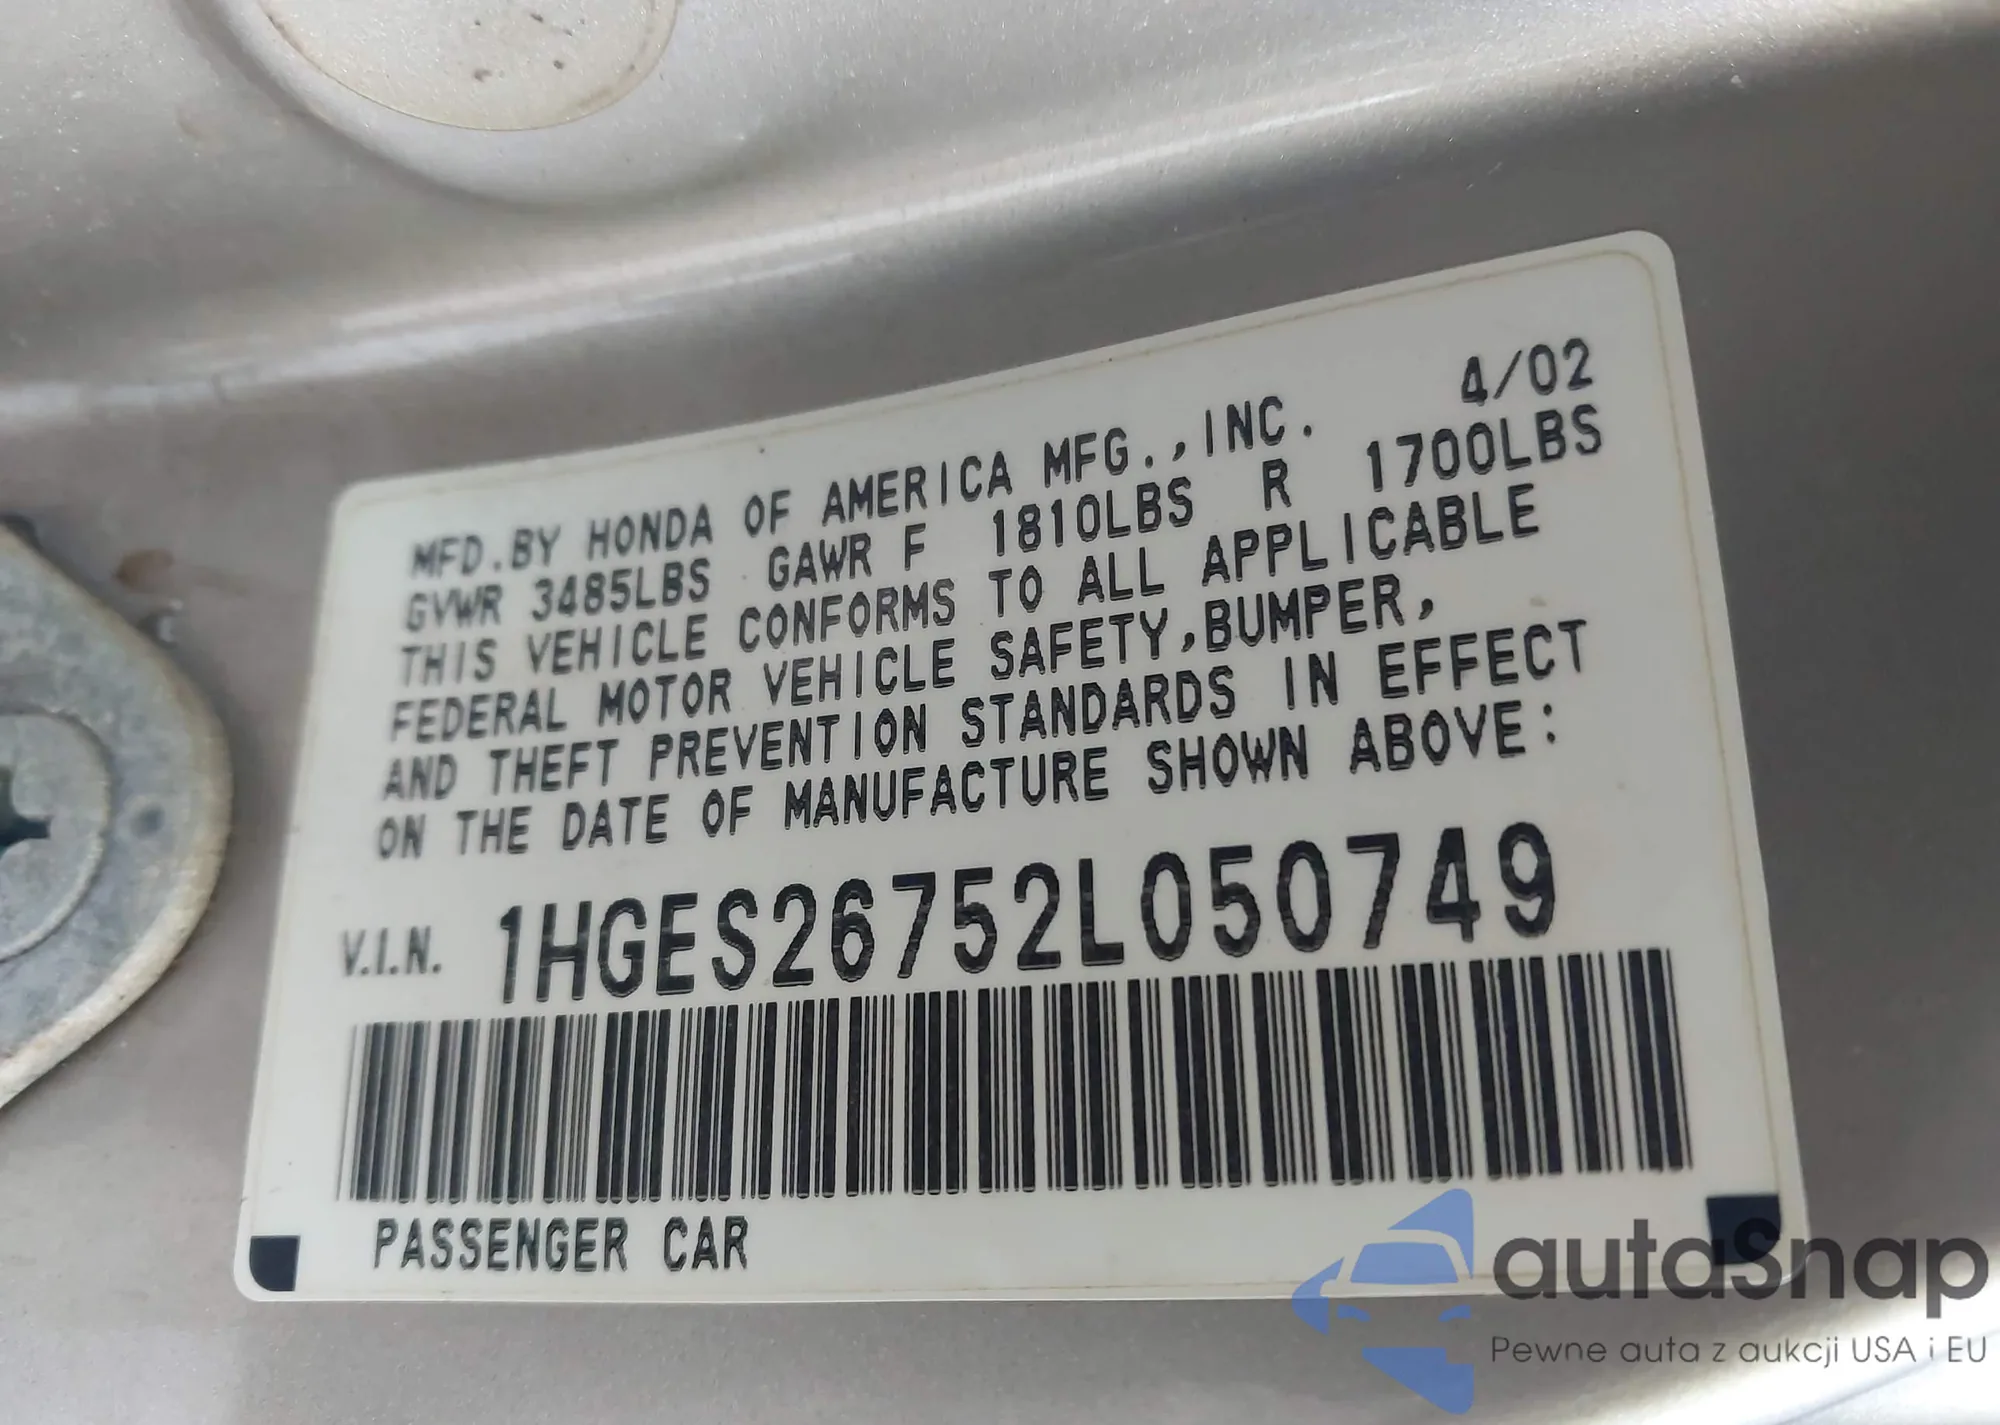 MFD.BY HONDA OF AMERICA MFG.,INC. 4/02
GVWR 3485LBS GAWR F 1810LBS R 1700LBS
THIS VEHICLE CONFORMS TO ALL APPLICABLE
FEDERAL MOTOR VEHICLE SAFETY,BUMPER,
AND THEFT PREVENTION STANDARDS IN EFFECT
ON THE DATE OF MANUFACTURE SHOWN ABOVE:
V.I.N. 1HGES26752L050749
PASSENGER CAR
autaSnap
Pewne auta z aukcji USA i EU